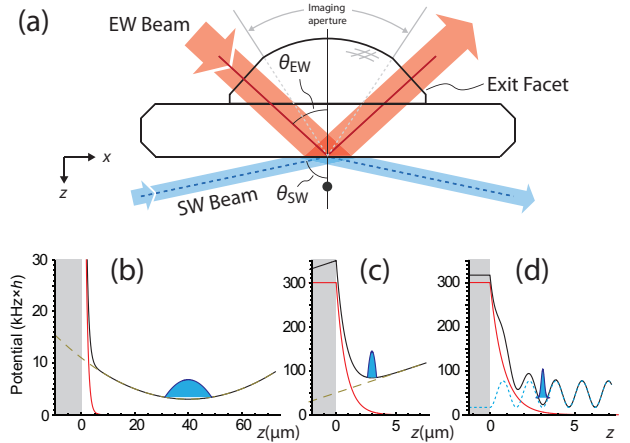 (a)
EW Beam
Imaging
aperture
θEW
Exit Facet
x
z
θSW
SW Beam
(b)
(c)
(d)
Potential (kHz×h)
30
20
10
0
0
20
40
60
z(μm)
300
200
100
0
0
5
z(μm)
300
200
100
0
0
5
z